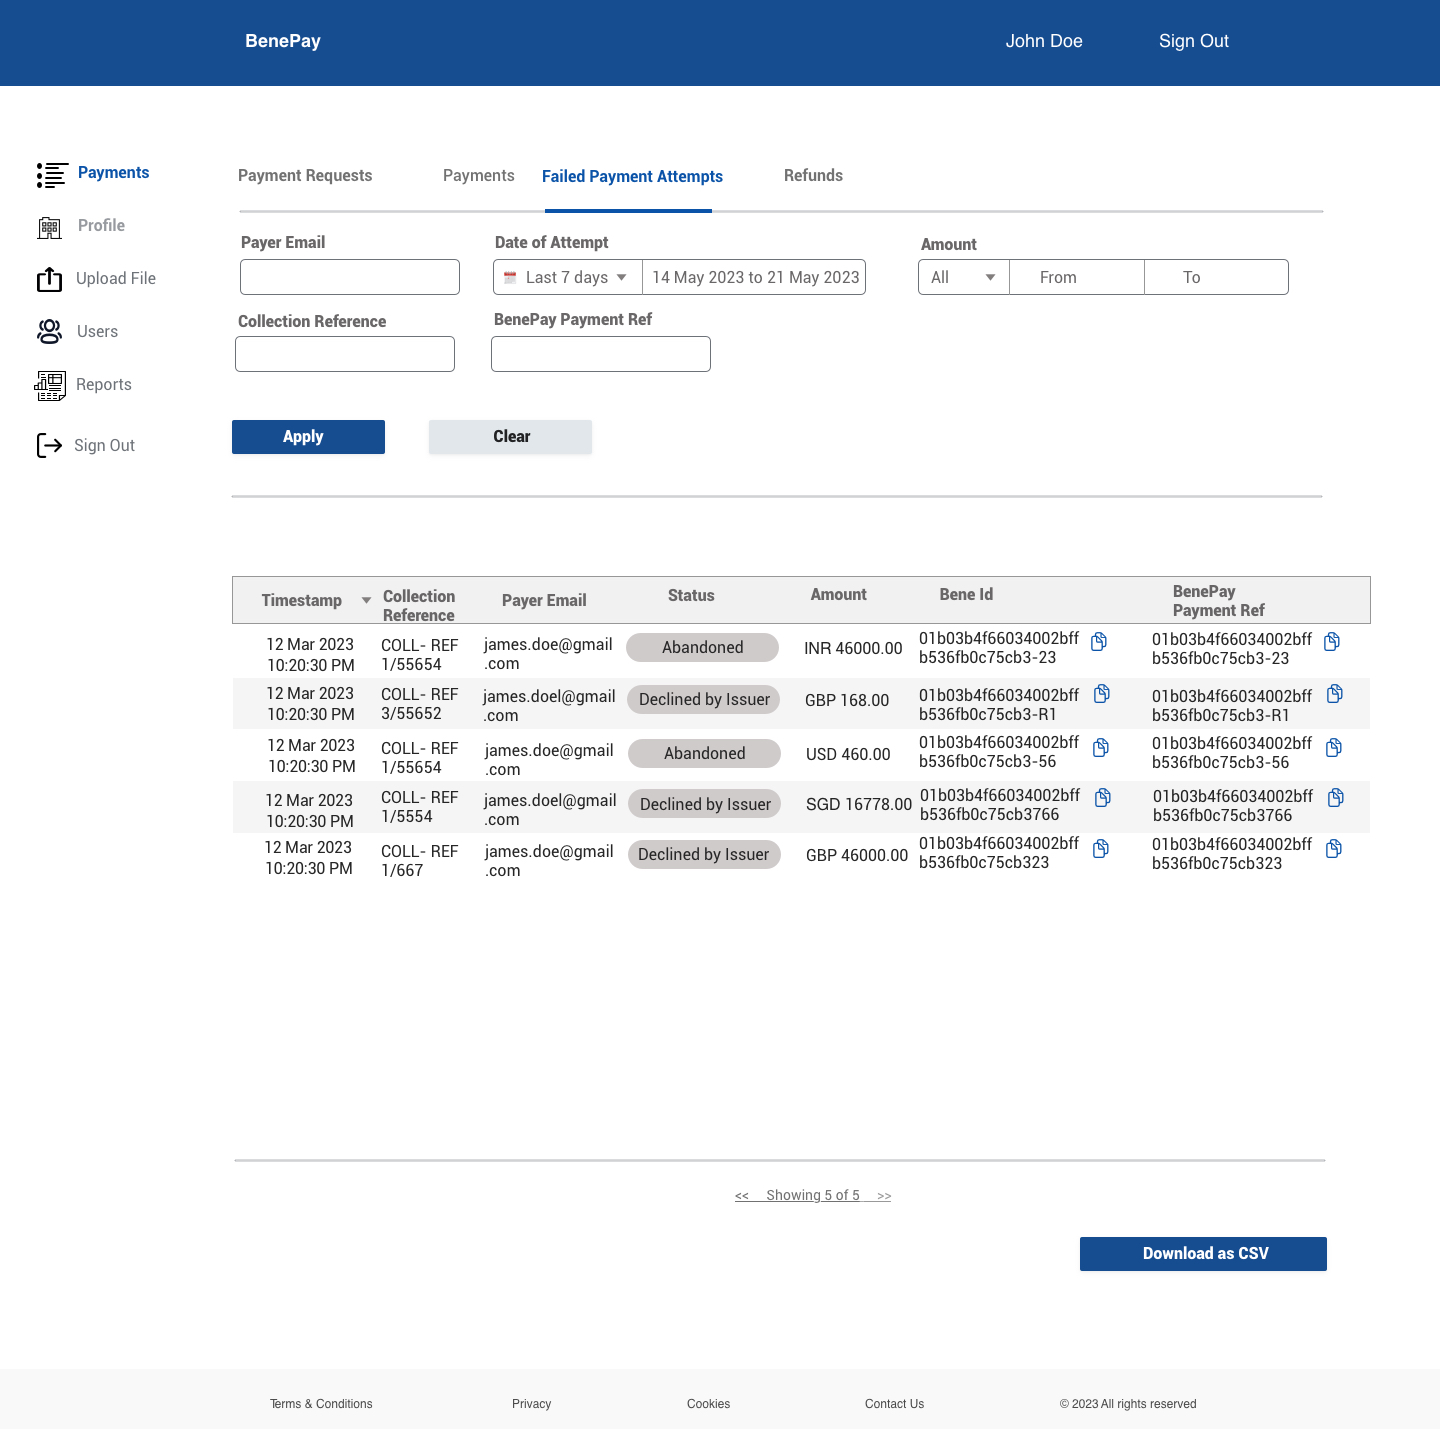 BenePay John Doe Sign Out
Payments
Profile
Upload File
Users
Reports
Sign Out
Payment Requests Payments Failed Payment Attempts Refunds
Payer Email Date of Attempt Amount
Last 7 days 14 May 2023 to 21 May 2023 All From To
Collection Reference BenePay Payment Ref
Apply Clear
Timestamp Collection Reference Payer Email Status Amount Bene Id BenePay Payment Ref
12 Mar 2023 COLL- REF james.doe@gmail Abandoned INR 46000.00 01b03b4f66034002bff 01b03b4f66034002bff
10:20:30 PM 1/55654 .com b536fb0c75cb3-23 b536fb0c75cb3-23
12 Mar 2023 COLL- REF james.doel@gmail Declined by Issuer GBP 168.00 01b03b4f66034002bff 01b03b4f66034002bff
10:20:30 PM 3/55652 .com b536fb0c75cb3-R1 b536fb0c75cb3-R1
12 Mar 2023 COLL- REF james.doe@gmail Abandoned USD 460.00 01b03b4f66034002bff 01b03b4f66034002bff
10:20:30 PM 1/55654 .com b536fb0c75cb3-56 b536fb0c75cb3-56
12 Mar 2023 COLL- REF james.doel@gmail Declined by Issuer SGD 16778.00 01b03b4f66034002bff 01b03b4f66034002bff
10:20:30 PM 1/5554 .com b536fb0c75cb3766 b536fb0c75cb3766
12 Mar 2023 COLL- REF james.doe@gmail Declined by Issuer GBP 46000.00 01b03b4f66034002bff 01b03b4f66034002bff
10:20:30 PM 1/667 .com b536fb0c75cb323 b536fb0c75cb323
<< Showing 5 of 5 >>
Download as CSV
Terms & Conditions Privacy Cookies Contact Us © 2023 All rights reserved